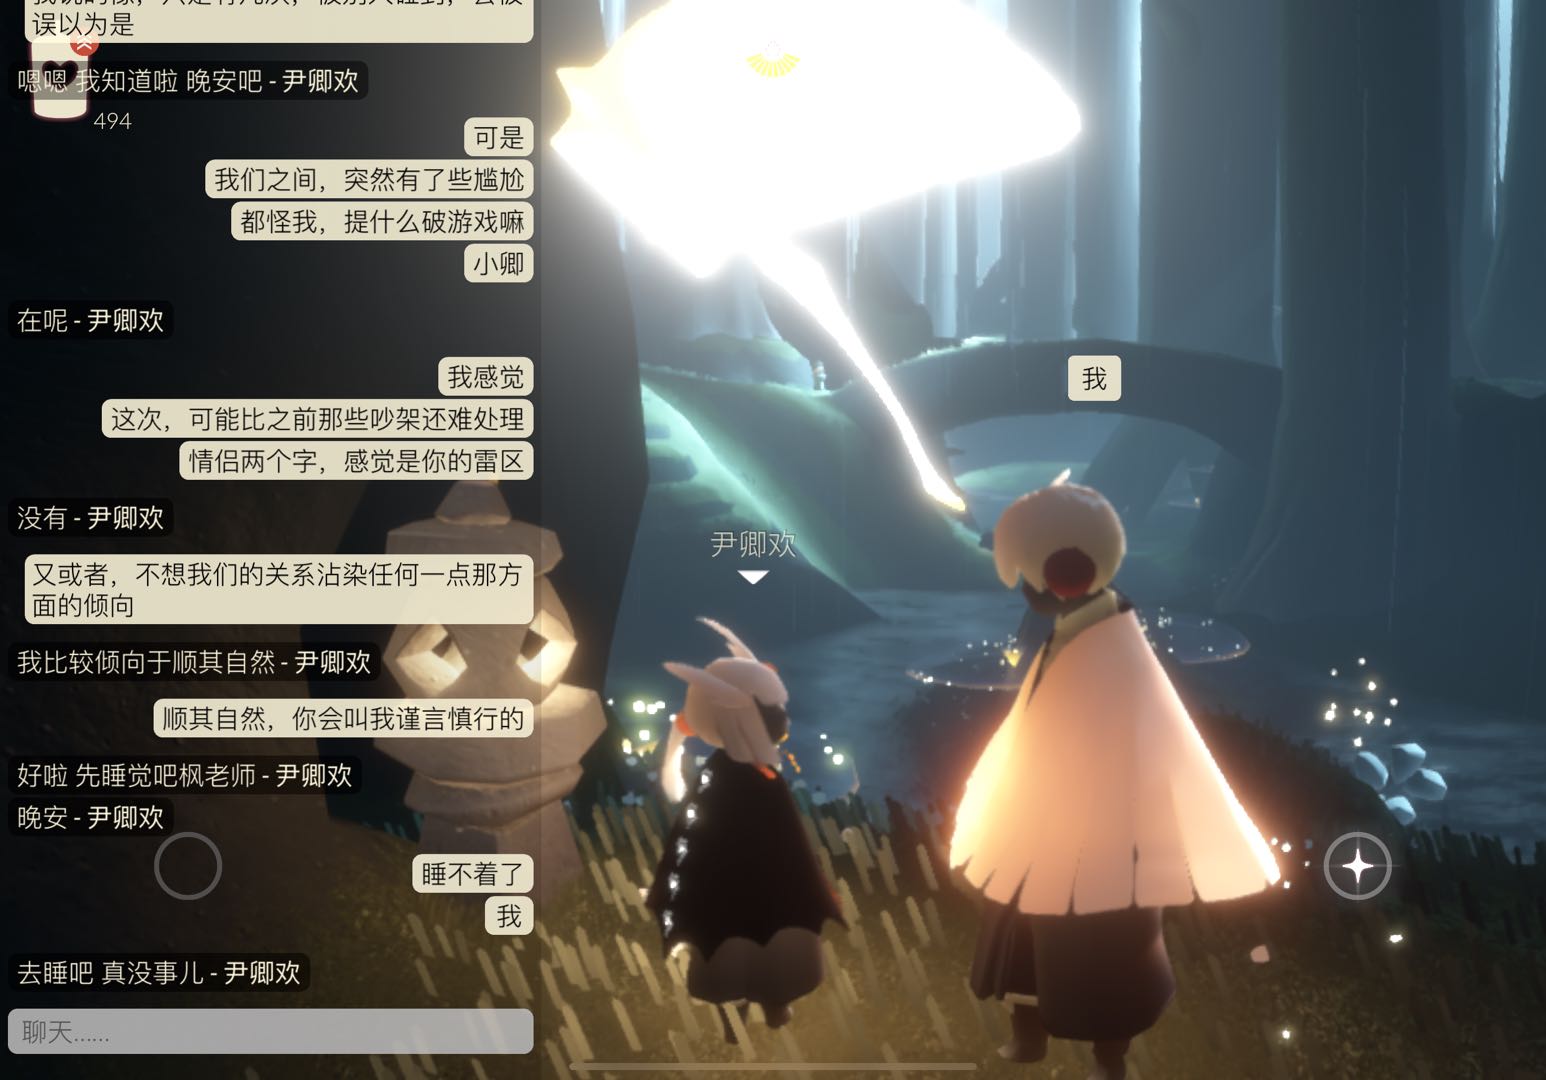 误以为是
嗯嗯 我知道啦 晚安吧 - 尹卿欢
494
可是
我们之间，突然有了些尴尬
都怪我，提什么破游戏嘛
小卿
在呢 - 尹卿欢
我感觉
这次，可能比之前那些吵架还难处理
情侣两个字，感觉是你的雷区
没有 - 尹卿欢
又或者，不想我们的关系沾染任何一点那方
面的倾向
我比较倾向于顺其自然 - 尹卿欢
顺其自然，你会叫我谨言慎行的
好啦 先睡觉吧枫老师 - 尹卿欢
晚安 - 尹卿欢
睡不着了
我
去睡吧 真没事儿 - 尹卿欢
聊天……
我
尹卿欢